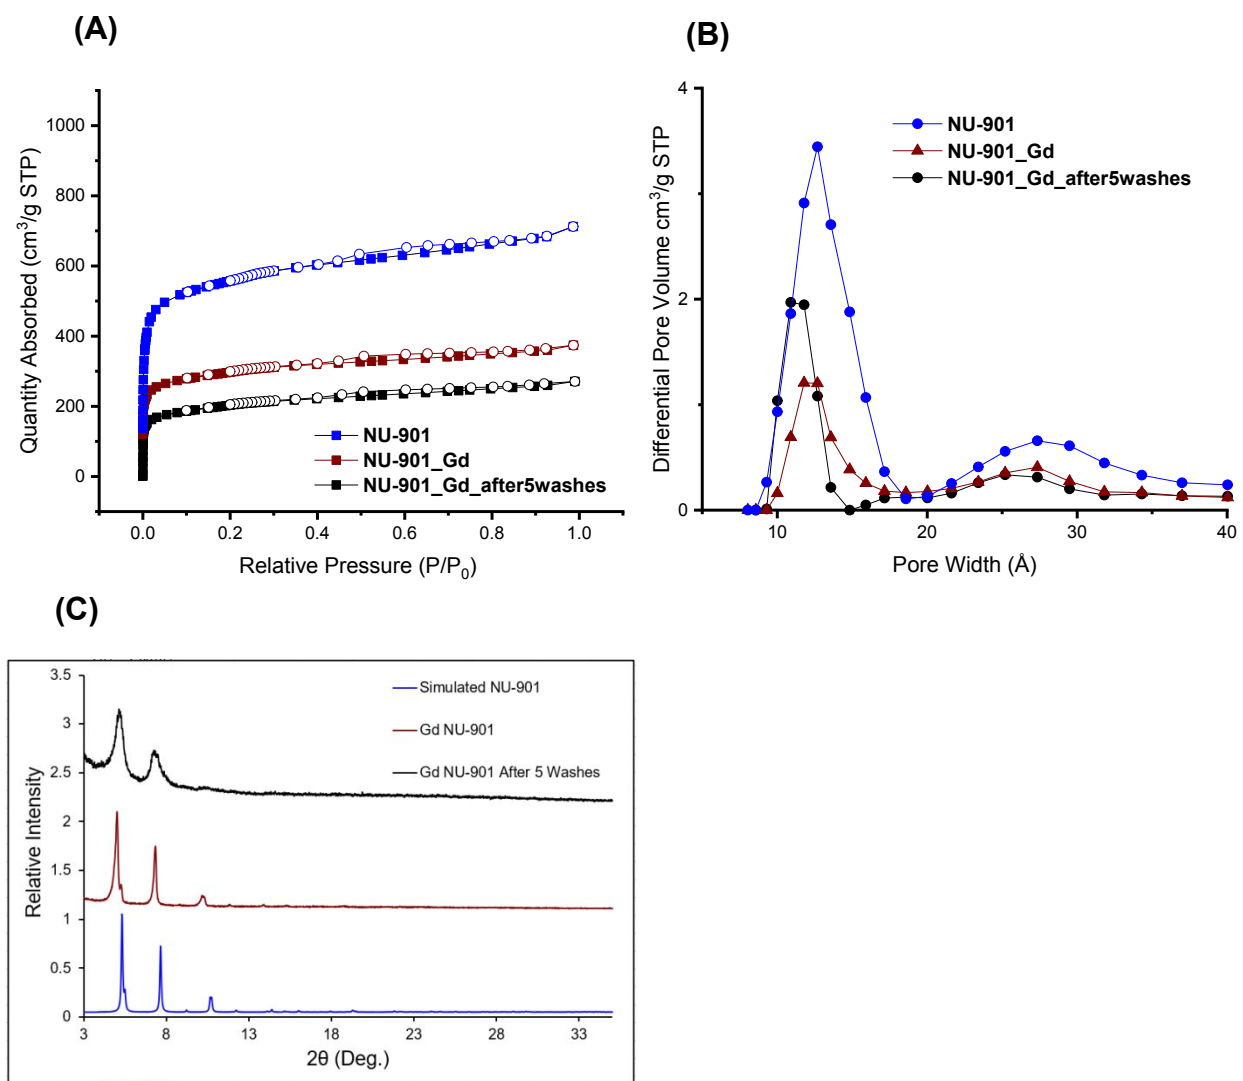 (A)
Quantity Absorbed (cm³/g STP)
1000
800
600
400
200
0
NU-901
NU-901_Gd
NU-901_Gd_after5washes
0.0 0.2 0.4 0.6 0.8 1.0
Relative Pressure (P/P₀)
(B)
Differential Pore Volume cm³/g STP
4
2
0
NU-901
NU-901_Gd
NU-901_Gd_after5washes
10 20 30 40
Pore Width (Å)
(C)
Relative Intensity
3.5
3
2.5
2
1.5
1
0.5
0
Simulated NU-901
Gd NU-901
Gd NU-901 After 5 Washes
3 8 13 18 23 28 33
2θ (Deg.)